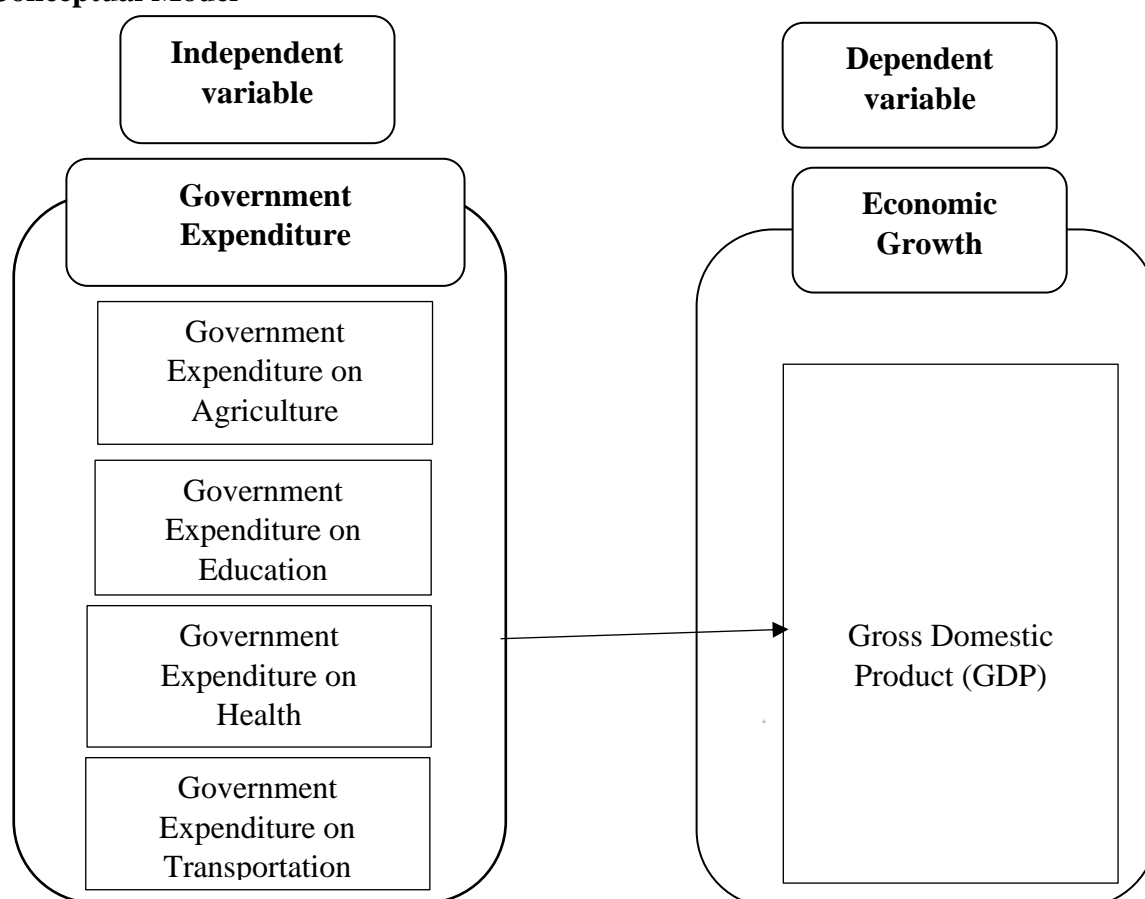 Conceptual Model
Independent
variable
Dependent
variable
Government
Expenditure
Economic
Growth
Government
Expenditure on
Agriculture
Government
Expenditure on
Education
Government
Expenditure on
Health
Government
Expenditure on
Transportation
Gross Domestic
Product (GDP)